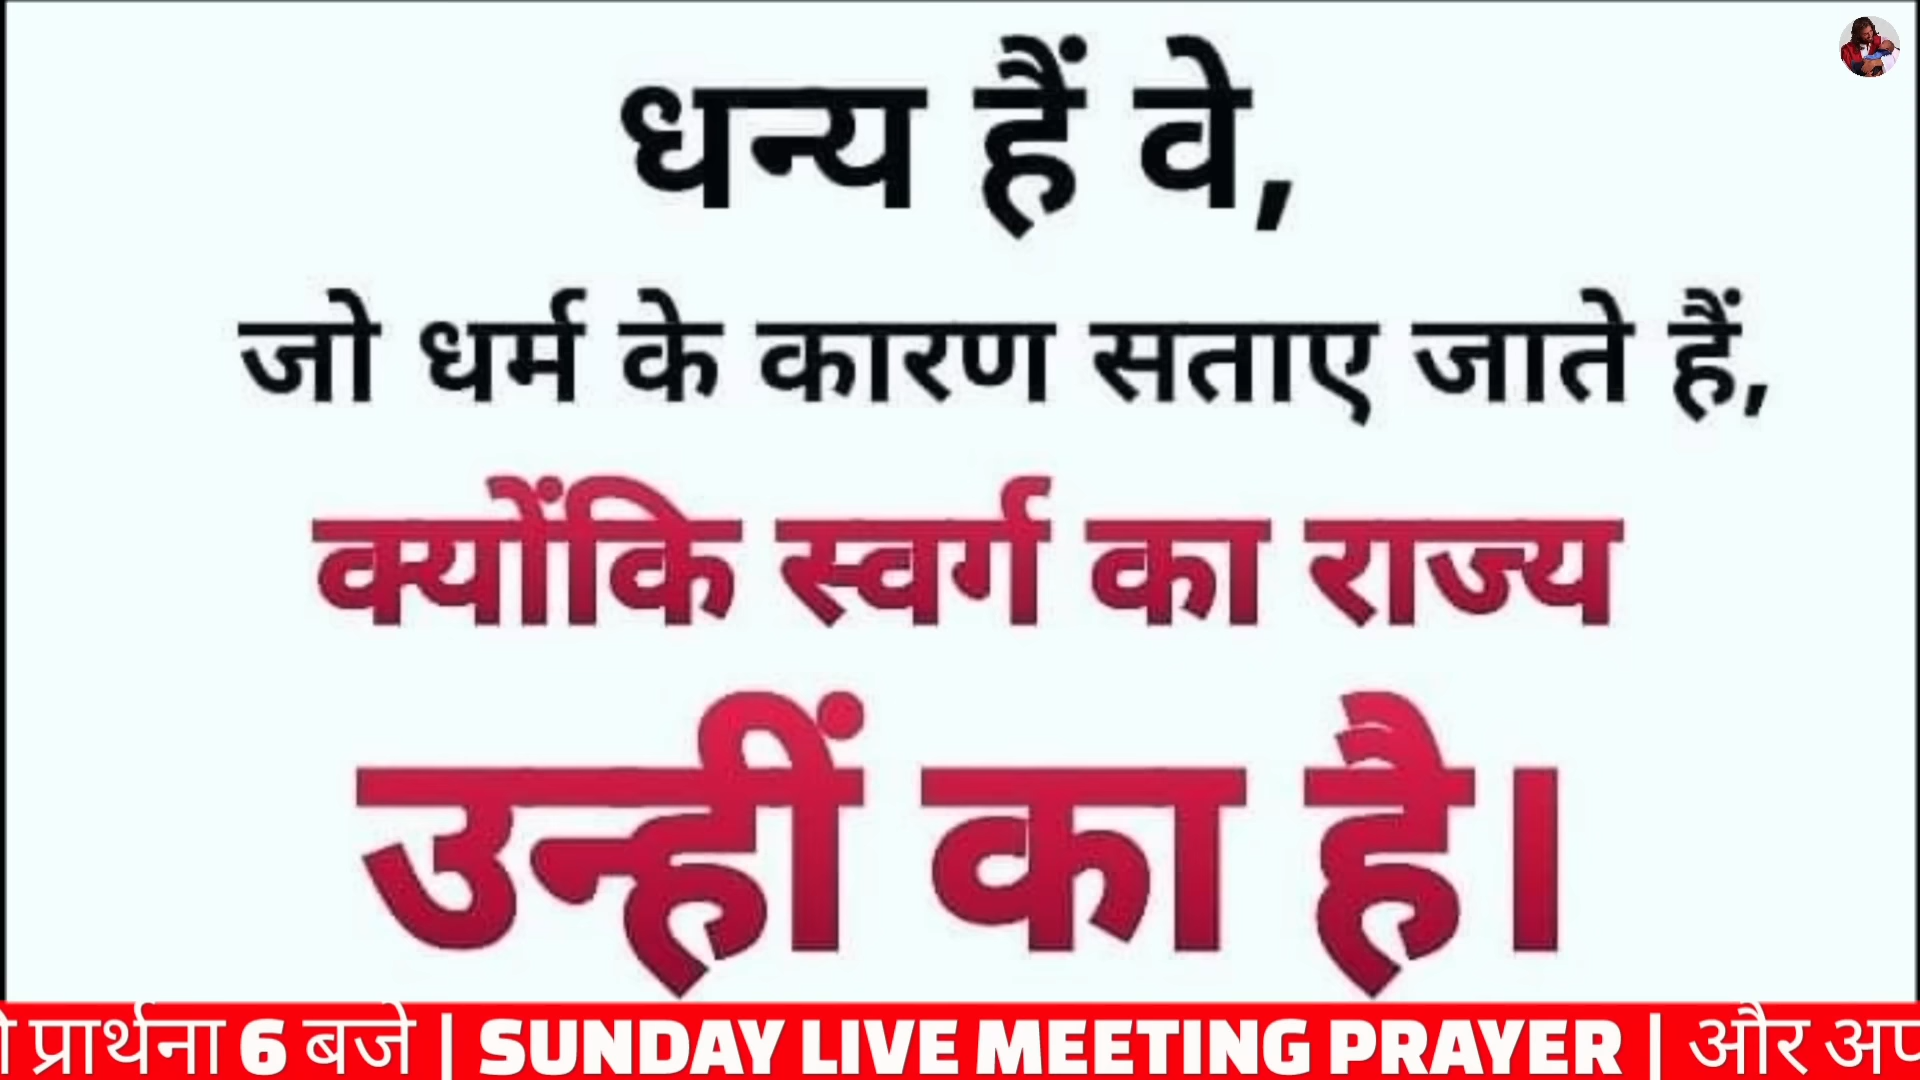 धन्य हैं वे,
जो धर्म के कारण सताए जाते हैं,
क्योंकि स्वर्ग का राज्य
उन्हीं का है।
प्रार्थना 6 बजे | SUNDAY LIVE MEETING PRAYER | और